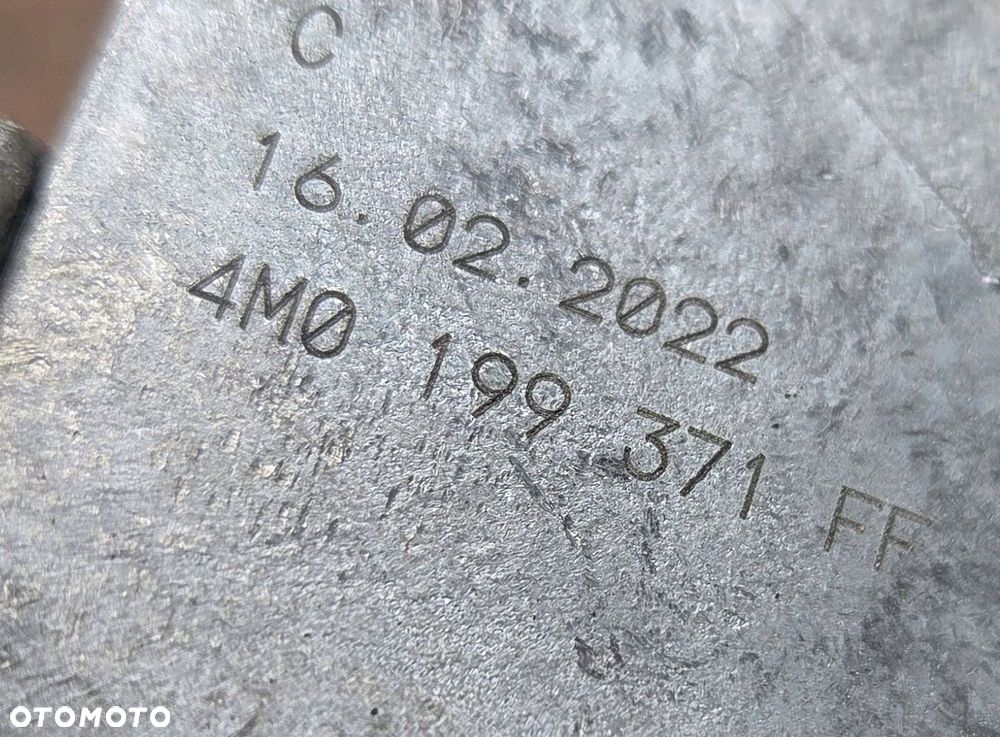 C
16.02.2022
4M0 199 371 FF
OTOMOTO